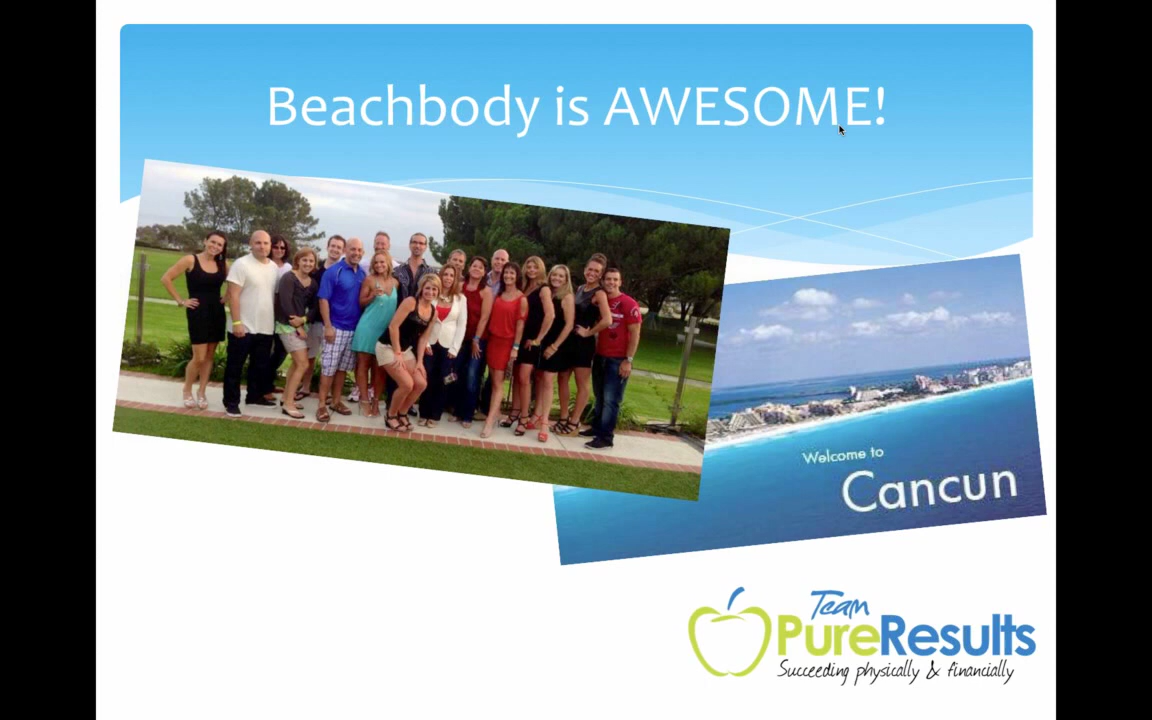 Beachbody is AWESOME!
Welcome to
Cancun
Team
PureResults
Succeeding physically & financially